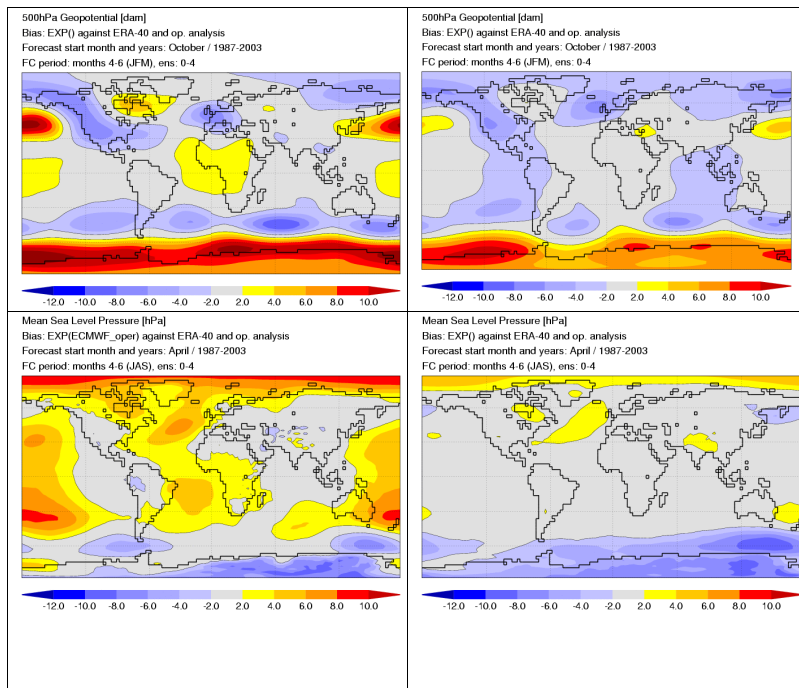 500hPa Geopotential [dam]
Bias: EXP() against ERA-40 and op. analysis
Forecast start month and years: October / 1987-2003
FC period: months 4-6 (JFM), ens: 0-4
-12.0 -10.0 -8.0 -6.0 -4.0 -2.0 2.0 4.0 6.0 8.0 10.0
500hPa Geopotential [dam]
Bias: EXP() against ERA-40 and op. analysis
Forecast start month and years: October / 1987-2003
FC period: months 4-6 (JFM), ens: 0-4
-12.0 -10.0 -8.0 -6.0 -4.0 -2.0 2.0 4.0 6.0 8.0 10.0
Mean Sea Level Pressure [hPa]
Bias: EXP(ECMWF_oper) against ERA-40 and op. analysis
Forecast start month and years: April / 1987-2003
FC period: months 4-6 (JAS), ens: 0-4
-12.0 -10.0 -8.0 -6.0 -4.0 -2.0 2.0 4.0 6.0 8.0 10.0
Mean Sea Level Pressure [hPa]
Bias: EXP() against ERA-40 and op. analysis
Forecast start month and years: April / 1987-2003
FC period: months 4-6 (JAS), ens: 0-4
-12.0 -10.0 -8.0 -6.0 -4.0 -2.0 2.0 4.0 6.0 8.0 10.0